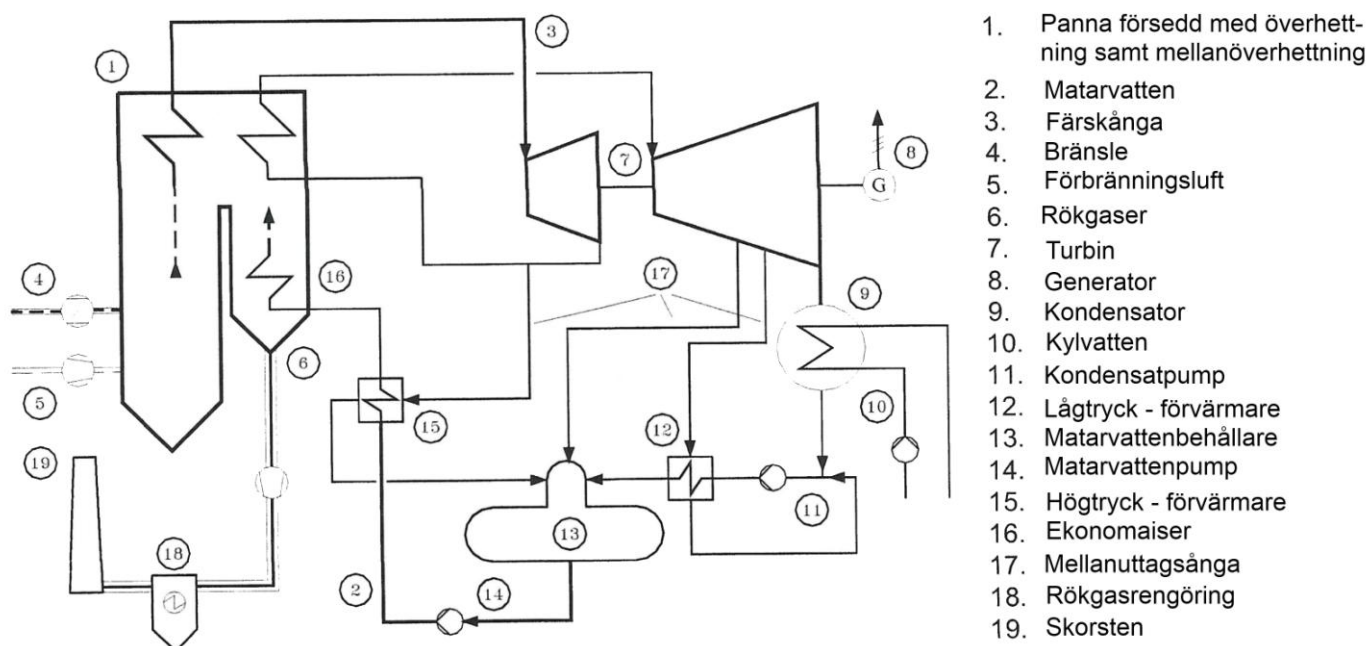 1
3
7
8
G
4
16
17
9
5
6
15
12
10
19
11
13
18
2
14
1. Panna försedd med överhett-
ning samt mellanöverhettning
2. Matarvatten
3. Färskånga
4. Bränsle
5. Förbränningsluft
6. Rökgaser
7. Turbin
8. Generator
9. Kondensator
10. Kylvatten
11. Kondensatpump
12. Lågtryck - förvärmare
13. Matarvattenbehållare
14. Matarvattenpump
15. Högtryck - förvärmare
16. Ekonomaiser
17. Mellanuttagsånga
18. Rökgasrengöring
19. Skorsten